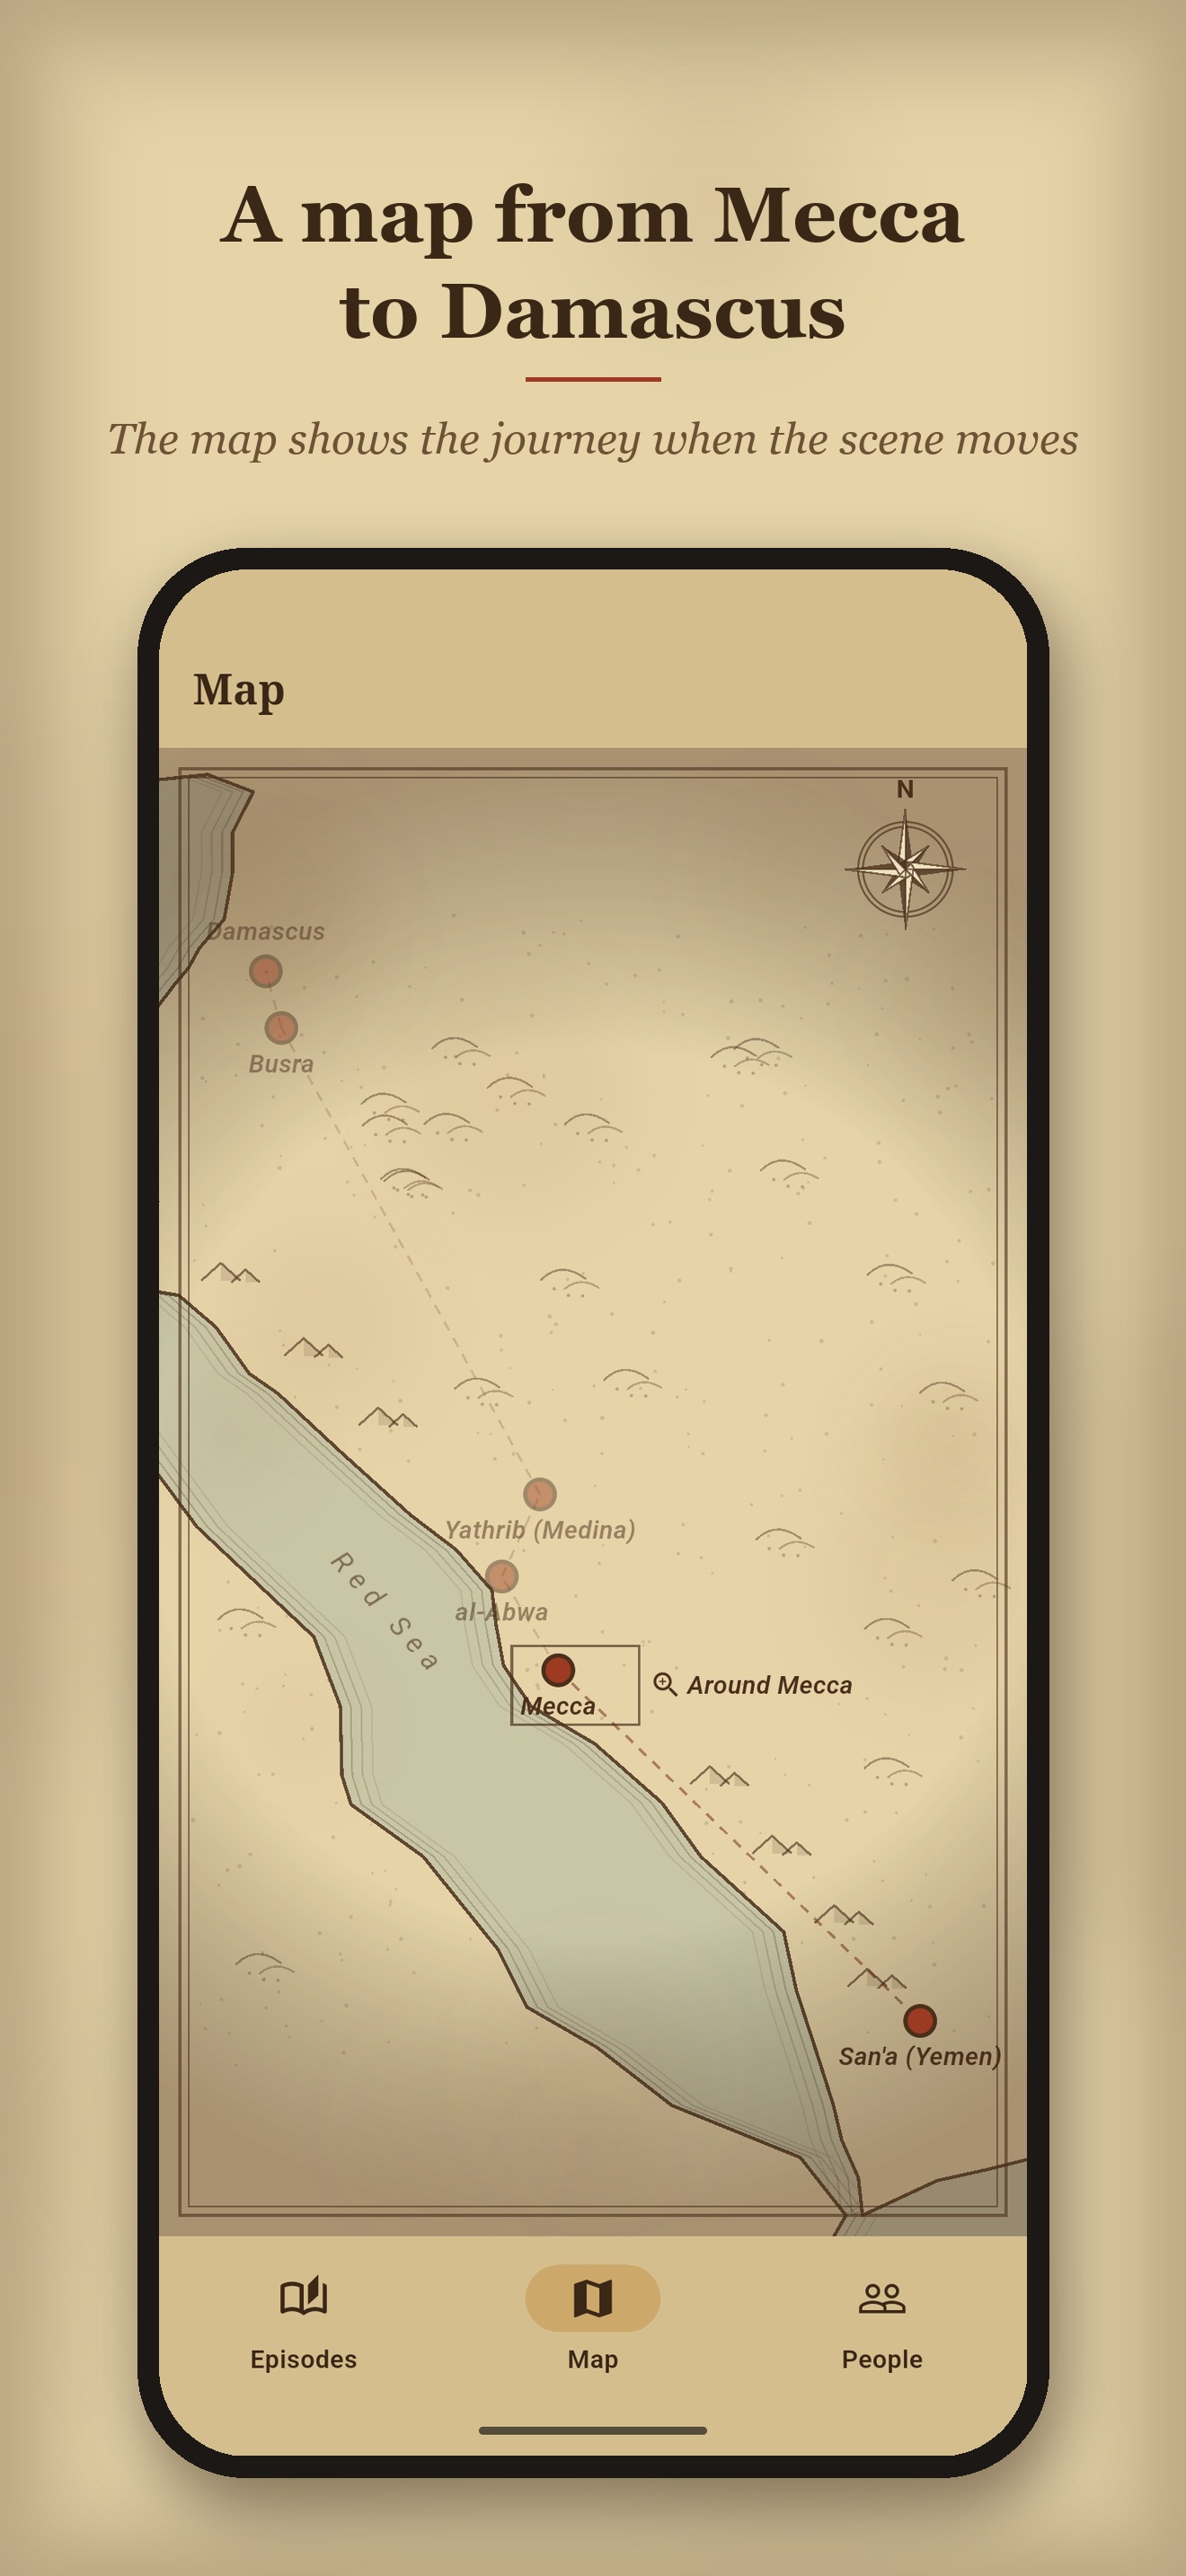 A map from Mecca
to Damascus
The map shows the journey when the scene moves
Map
N
Damascus
Busra
Yathrib (Medina)
Red Sea
al-Abwa
Around Mecca
Mecca
San'a (Yemen)
Episodes
Map
People